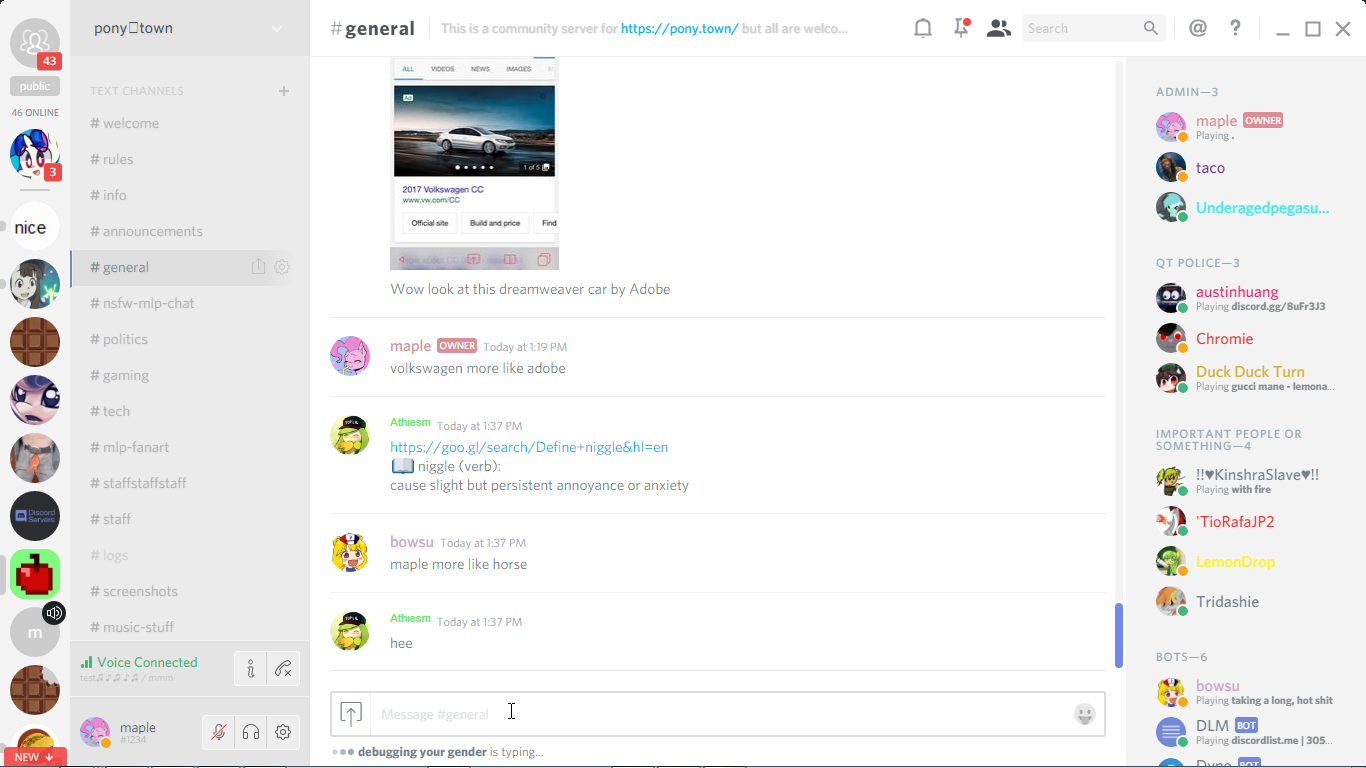 43
public
46 ONLINE
3
nice
Discord
Servers
m
NEW ↓
pony▯town
TEXT CHANNELS
# welcome
# rules
# info
# announcements
# general
# nsfw-mlp-chat
# politics
# gaming
# tech
# mlp-fanart
# staffstaffstaff
# staff
# logs
# screenshots
# music-stuff
Voice Connected
test♫♪♫♪♫ / mmm
maple
#1234
#general
This is a community server for https://pony.town/ but all are welco...
Search
@ ?
ALL VIDEOS NEWS IMAGES
Ad
1 of 5
2017 Volkswagen CC
www.vw.com/CC
Official site Build and price Find
Wow look at this dreamweaver car by Adobe
maple OWNER Today at 1:19 PM
volkswagen more like adobe
Athıesm Today at 1:37 PM
https://goo.gl/search/Define+niggle&hl=en
📖 niggle (verb):
cause slight but persistent annoyance or anxiety
bowsu Today at 1:37 PM
maple more like horse
Athıesm Today at 1:37 PM
hee
Message #general
debugging your gender is typing...
ADMIN—3
maple OWNER
Playing .
taco
Underagedpegasu...
QT POLICE—3
austinhuang
Playing discord.gg/8uFr3J3
Chromie
Duck Duck Turn
Playing gucci mane - lemona...
IMPORTANT PEOPLE OR
SOMETHING—4
!!♥KinshraSlave♥!!
Playing with fire
'TioRafaJP2
LemonDrop
Tridashie
BOTS—6
bowsu
Playing taking a long, hot shit
DLM BOT
Playing discordlist.me | 305...